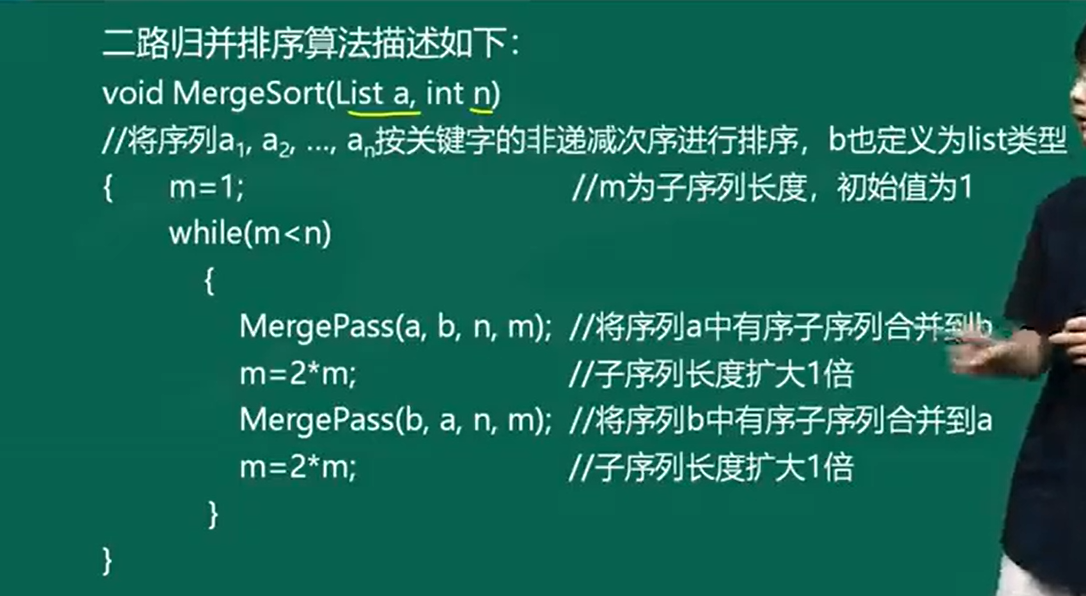 二路归并排序算法描述如下：
void MergeSort(List a, int n)
//将序列a1, a2, ..., an按关键字的非递减次序进行排序，b也定义为list类型
{ m=1; //m为子序列长度，初始值为1
while(m<n)
{
MergePass(a, b, n, m); //将序列a中有序子序列合并到b
m=2*m; //子序列长度扩大1倍
MergePass(b, a, n, m); //将序列b中有序子序列合并到a
m=2*m; //子序列长度扩大1倍
}
}